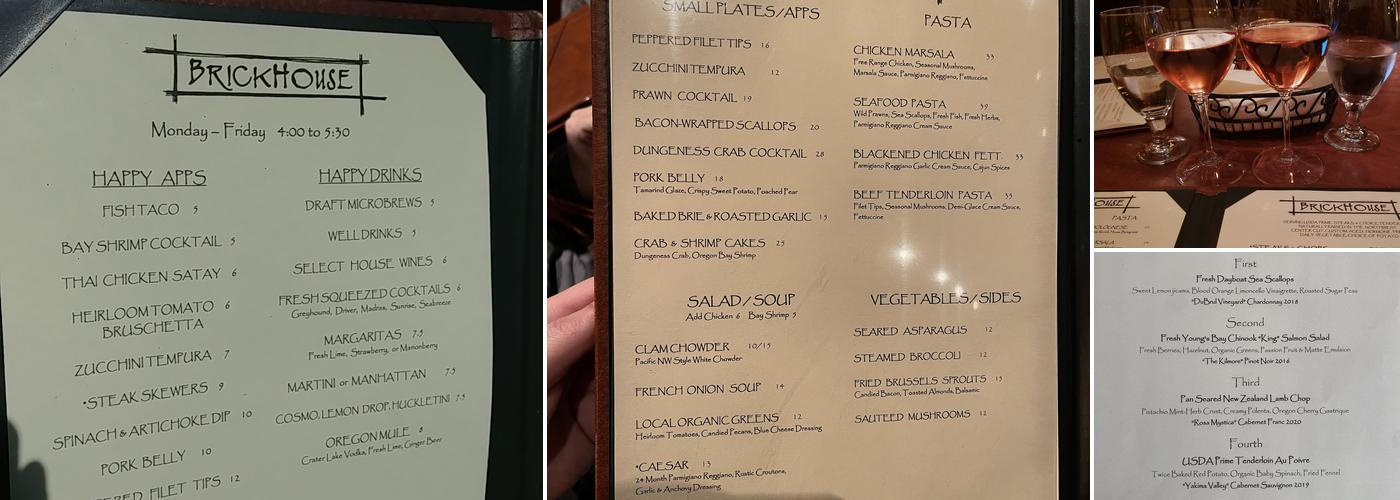 BRICKHOUSE
Monday – Friday 4:00 to 5:30
HAPPY APPS
FISH TACO 5
BAY SHRIMP COCKTAIL 5
THAI CHICKEN SATAY 6
HEIRLOOM TOMATO 6
BRUSCHETTA
ZUCCHINI TEMPURA 7
*STEAK SKEWERS 9
SPINACH & ARTICHOKE DIP 10
PORK BELLY 10
FILET TIPS 12
HAPPY DRINKS
DRAFT MICROBREWS 5
WELL DRINKS 5
SELECT HOUSE WINES 6
FRESH SQUEEZED COCKTAILS 6
Greyhound, Driver, Madras, Sunrise, Seabreeze
MARGARITAS 7.5
Fresh Lime, Strawberry, or Marionberry
MARTINI or MANHATTAN 7.5
COSMO, LEMON DROP, HUCKLETINI 7.5
OREGON MULE 8
Crater Lake Vodka, Fresh Lime, Ginger Beer
SMALL PLATES / APPS
PEPPERED FILET TIPS 16
ZUCCHINI TEMPURA 12
PRAWN COCKTAIL 19
BACON-WRAPPED SCALLOPS 20
DUNGENESS CRAB COCKTAIL 28
PORK BELLY 18
Tamarind Glaze, Crispy Sweet Potato, Poached Pear
BAKED BRIE & ROASTED GARLIC 15
CRAB & SHRIMP CAKES 25
Dungeness Crab, Oregon Bay Shrimp
SALAD / SOUP
Add Chicken 6 Bay Shrimp 5
CLAM CHOWDER 10/15
Pacific NW Style White Chowder
FRENCH ONION SOUP 14
LOCAL ORGANIC GREENS 12
Heirloom Tomatoes, Candied Pecans, Blue Cheese Dressing
*CAESAR 13
24 Month Parmigiano Reggiano, Rustic Croutons,
Garlic & Anchovy Dressing
PASTA
CHICKEN MARSALA 33
Free Range Chicken, Seasonal Mushrooms,
Marsala Sauce, Parmigiano Reggiano, Fettuccine
SEAFOOD PASTA 39
Wild Prawns, Sea Scallops, Fresh Fish, Fresh Herbs,
Parmigiano Reggiano Cream Sauce
BLACKENED CHICKEN FETT. 33
Parmigiano Reggiano Garlic Cream Sauce, Cajun Spices
BEEF TENDERLOIN PASTA 35
Filet Tips, Seasonal Mushrooms, Demi-Glace Cream Sauce,
Fettuccine
VEGETABLES / SIDES
SEARED ASPARAGUS 12
STEAMED BROCCOLI 12
FRIED BRUSSELS SPROUTS 15
Candied Bacon, Toasted Almonds, Balsamic
SAUTEED MUSHROOMS 12
PASTA
BRICKHOUSE
First
Fresh Dayboat Sea Scallops
Sweet Lemon jicama, Blood Orange Limoncello Vinaigrette, Roasted Sugar Peas
*DuBrul Vineyard* Chardonnay 2018
Second
Fresh Young's Bay Chinook *King* Salmon Salad
Fresh Berries, Hazelnut, Organic Greens, Passion Fruit & Matte Emulsion
*The Kilmore* Pinot Noir 2016
Third
Pan Seared New Zealand Lamb Chop
Pistachio Mint-Herb Crust, Creamy Polenta, Oregon Cherry Gastrique
*Rosa Mystica* Cabernet Franc 2020
Fourth
USDA Prime Tenderloin Au Poivre
Twice Baked Red Potato, Organic Baby Spinach, Fried Fennel
*Yakima Valley* Cabernet Sauvignon 2019